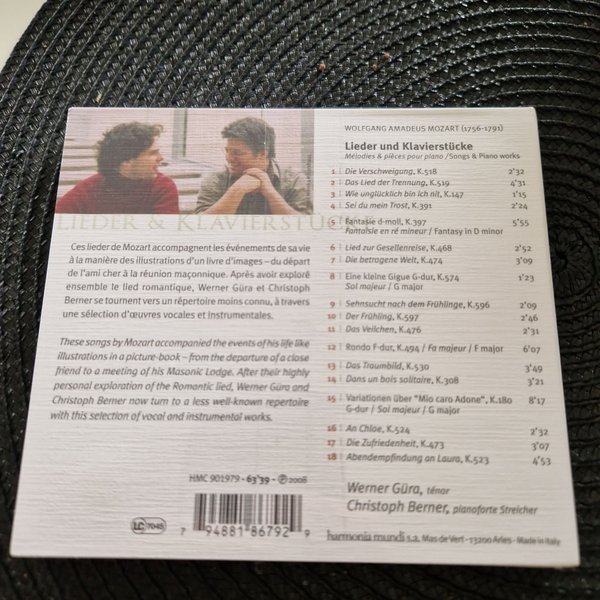 WOLFGANG AMADEUS MOZART (1756-1791)
Lieder und Klavierstücke
Mélodies & pièces pour piano / Songs & Piano works
1 Die Verschweigung, K.518 2'32
2 Das Lied der Trennung, K.519 4'31
3 Wie unglücklich bin ich nit, K.147 1'15
4 Sei du mein Trost, K.391 2'24
5 Fantasie d-moll, K.397 5'55
Fantaisie en ré mineur / Fantasy in D minor
6 Lied zur Gesellenreise, K.468 2'52
7 Die betrogene Welt, K.474 3'09
8 Eine kleine Gigue G-dur, K.574 1'23
Sol majeur / G major
9 Sehnsucht nach dem Frühlinge, K.596 2'09
10 Der Frühling, K.597 2'46
11 Das Veilchen, K.476 2'31
12 Rondo F-dur, K.494 / Fa majeur / F major 6'07
13 Das Traumbild, K.530 3'49
14 Dans un bois solitaire, K.308 3'21
15 Variationen über "Mio caro Adone", K.180 8'17
G-dur / Sol majeur / G major
16 An Chloe, K.524 2'32
17 Die Zufriedenheit, K.473 3'07
18 Abendempfindung an Laura, K.523 4'53
Werner Güra, ténor
Christoph Berner, pianoforte Streicher
LIEDER & KLAVIERSTÜC
Ces lieder de Mozart accompagnent les événements de sa vie
à la manière des illustrations d'un livre d'images – du départ
de l'ami cher à la réunion maçonnique. Après avoir exploré
ensemble le lied romantique, Werner Güra et Christoph
Berner se tournent vers un répertoire moins connu, à travers
une sélection d'œuvres vocales et instrumentales.
These songs by Mozart accompanied the events of his life like
illustrations in a picture-book – from the departure of a close
friend to a meeting of his Masonic Lodge. After their highly
personal exploration of the Romantic lied, Werner Güra and
Christoph Berner now turn to a less well-known repertoire
with this selection of vocal and instrumental works.
HMC 901979 - 63'39 - ℗ 2008
LC 7045
7 94881 86792 9
harmonia mundi s.a. Mas de Vert - 13200 Arles - Made in Italy